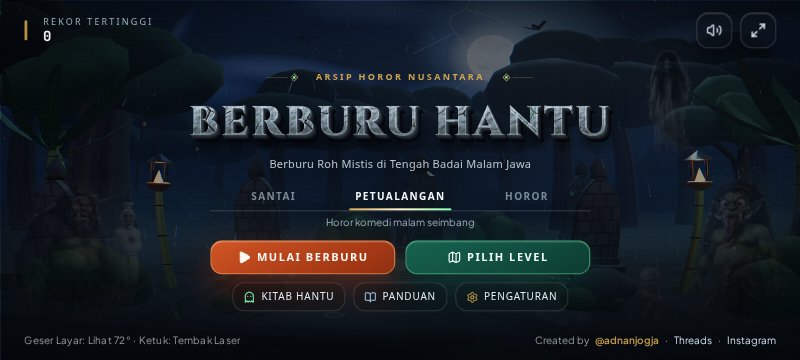 REKOR TERTINGGI
0
ARSIP HOROR NUSANTARA
BERBURU HANTU
Berburu Roh Mistis di Tengah Badai Malam Jawa
SANTAI PETUALANGAN HOROR
Horor komedi malam seimbang
MULAI BERBURU PILIH LEVEL
KITAB HANTU PANDUAN PENGATURAN
Geser Layar: Lihat 72° · Ketuk: Tembak Laser Created by @adnanjogja · Threads · Instagram